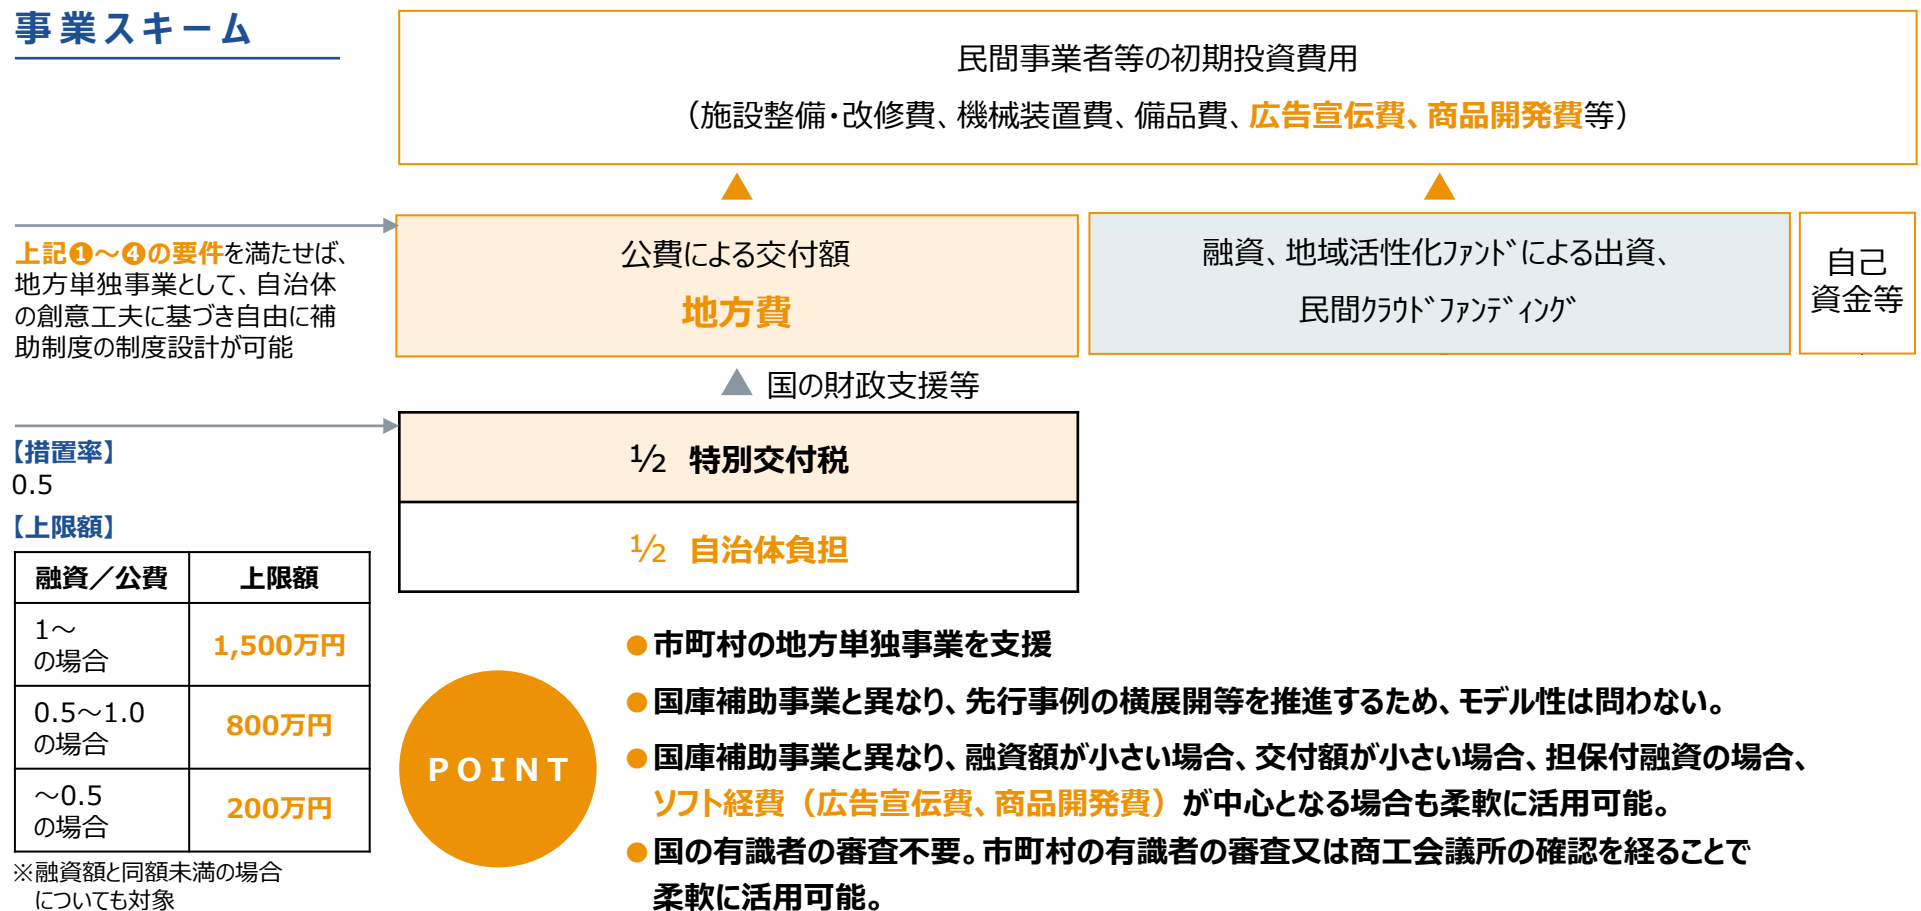 事業スキーム
民間事業者等の初期投資費用
（施設整備・改修費、機械装置費、備品費、広告宣伝費、商品開発費等）
上記❶～❹の要件を満たせば、
地方単独事業として、自治体
の創意工夫に基づき自由に補
助制度の制度設計が可能
公費による交付額
地方費
融資、地域活性化ﾌｧﾝﾄﾞによる出資、
民間ｸﾗｳﾄﾞﾌｧﾝﾃﾞｨﾝｸﾞ
自己
資金等
国の財政支援等
【措置率】
0.5
½ 特別交付税
½ 自治体負担
【上限額】
融資／公費 上限額
1～
の場合
1,500万円
0.5～1.0
の場合
800万円
～0.5
の場合
200万円
※融資額と同額未満の場合
についても対象
POINT
●市町村の地方単独事業を支援
●国庫補助事業と異なり、先行事例の横展開等を推進するため、モデル性は問わない。
●国庫補助事業と異なり、融資額が小さい場合、交付額が小さい場合、担保付融資の場合、
ソフト経費（広告宣伝費、商品開発費）が中心となる場合も柔軟に活用可能。
●国の有識者の審査不要。市町村の有識者の審査又は商工会議所の確認を経ることで
柔軟に活用可能。